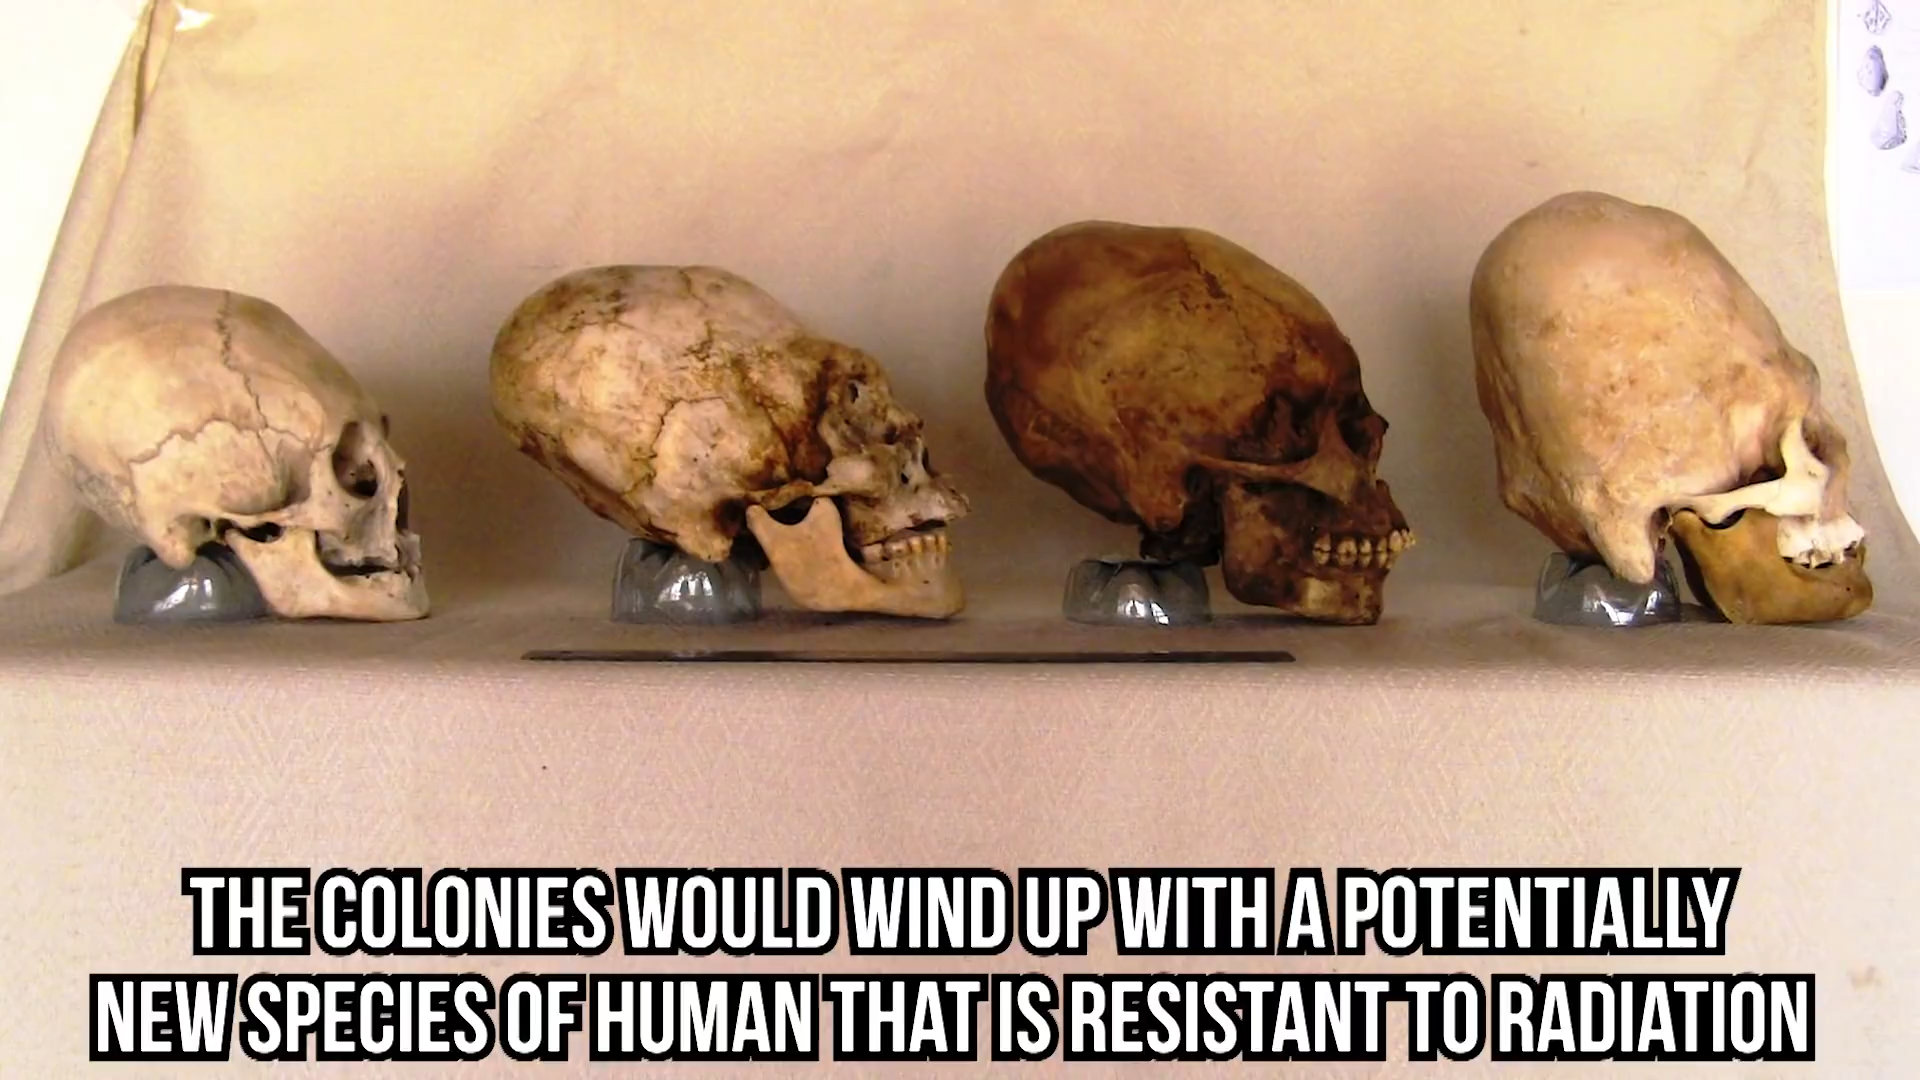 THE COLONIES WOULD WIND UP WITH A POTENTIALLY
NEW SPECIES OF HUMAN THAT IS RESISTANT TO RADIATION